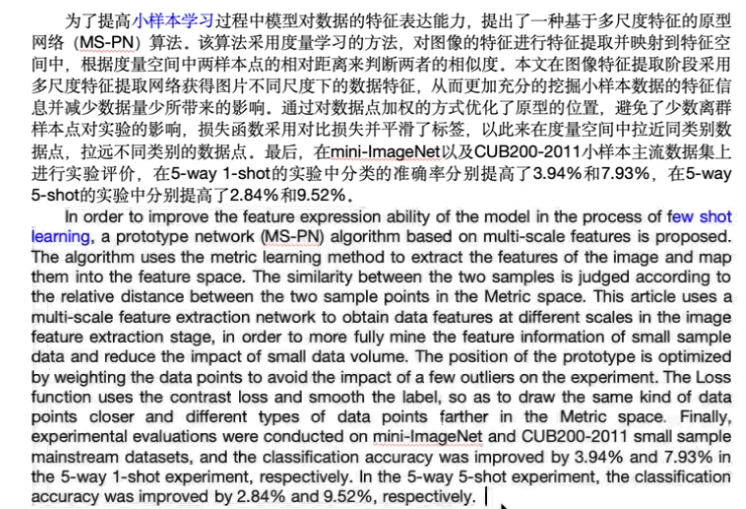 为了提高小样本学习过程中模型对数据的特征表达能力，提出了一种基于多尺度特征的原型
网络（MS-PN）算法。该算法采用度量学习的方法，对图像的特征进行特征提取并映射到特征空
间中，根据度量空间中两样本点的相对距离来判断两者的相似度。本文在图像特征提取阶段采用
多尺度特征提取网络获得图片不同尺度下的数据特征，从而更加充分的挖掘小样本数据的特征信
息并减少数据量少所带来的影响。通过对数据点加权的方式优化了原型的位置，避免了少数离群
样本点对实验的影响，损失函数采用对比损失并平滑了标签，以此来在度量空间中拉近同类别数
据点，拉远不同类别的数据点。最后，在mini-ImageNet以及CUB200-2011小样本主流数据集上
进行实验评价，在5-way 1-shot的实验中分类的准确率分别提高了3.94%和7.93%，在5-way
5-shot的实验中分别提高了2.84%和9.52%。
In order to improve the feature expression ability of the model in the process of few shot
learning, a prototype network (MS-PN) algorithm based on multi-scale features is proposed.
The algorithm uses the metric learning method to extract the features of the image and map
them into the feature space. The similarity between the two samples is judged according to
the relative distance between the two sample points in the Metric space. This article uses a
multi-scale feature extraction network to obtain data features at different scales in the image
feature extraction stage, in order to more fully mine the feature information of small sample
data and reduce the impact of small data volume. The position of the prototype is optimized
by weighting the data points to avoid the impact of a few outliers on the experiment. The Loss
function uses the contrast loss and smooth the label, so as to draw the same kind of data
points closer and different types of data points farther in the Metric space. Finally,
experimental evaluations were conducted on mini-ImageNet and CUB200-2011 small sample
mainstream datasets, and the classification accuracy was improved by 3.94% and 7.93% in
the 5-way 1-shot experiment, respectively. In the 5-way 5-shot experiment, the classification
accuracy was improved by 2.84% and 9.52%, respectively.